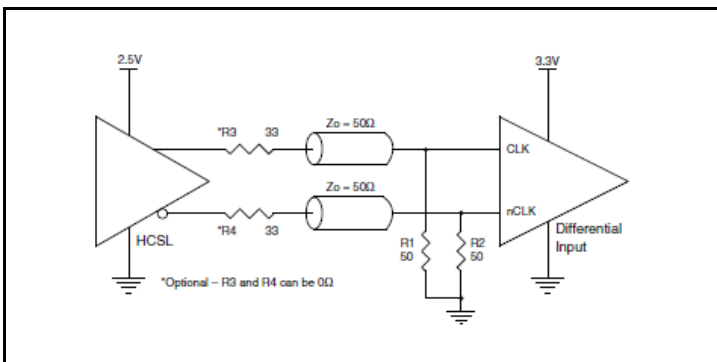 2.5V
3.3V
*R3 33
Zo = 50Ω
CLK
Zo = 50Ω
nCLK
*R4 33
HCSL
R1
50
R2
50
Differential
Input
*Optional – R3 and R4 can be 0Ω